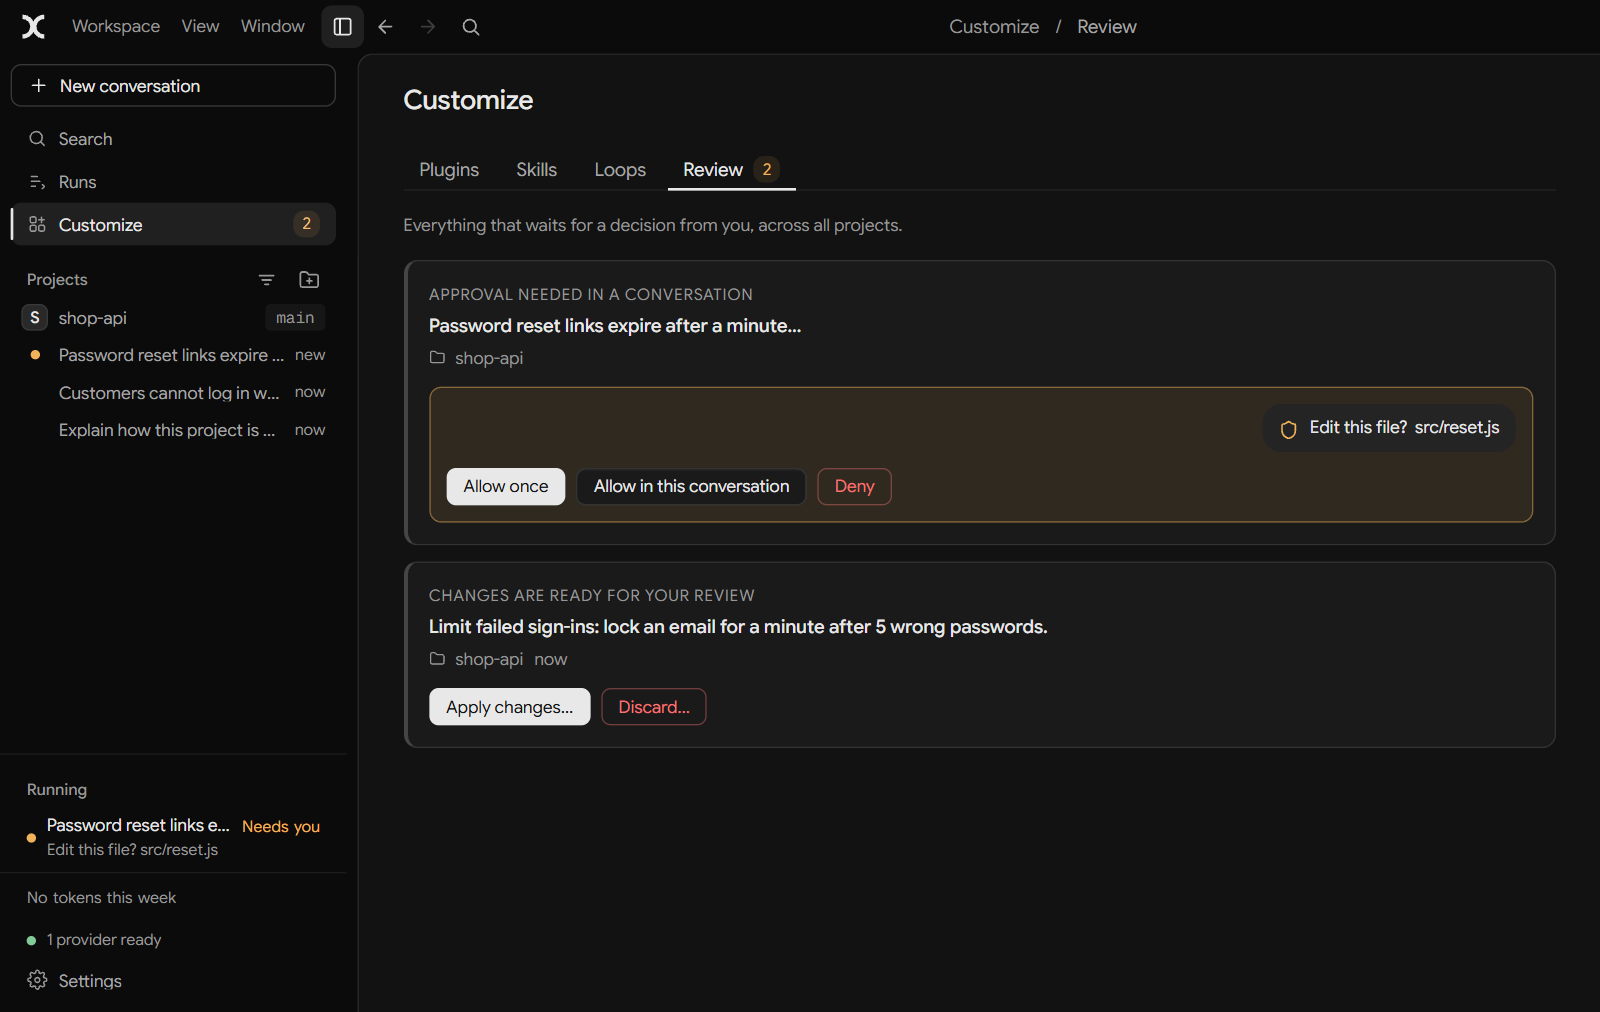 Workspace View Window
Customize / Review
New conversation
Search
Runs
Customize 2
Projects
S shop-api main
Password reset links expire ... new
Customers cannot log in w... now
Explain how this project is ... now
Running
Password reset links e... Needs you
Edit this file? src/reset.js
No tokens this week
1 provider ready
Settings
Customize
Plugins Skills Loops Review 2
Everything that waits for a decision from you, across all projects.
APPROVAL NEEDED IN A CONVERSATION
Password reset links expire after a minute...
shop-api
Edit this file? src/reset.js
Allow once Allow in this conversation Deny
CHANGES ARE READY FOR YOUR REVIEW
Limit failed sign-ins: lock an email for a minute after 5 wrong passwords.
shop-api now
Apply changes... Discard...